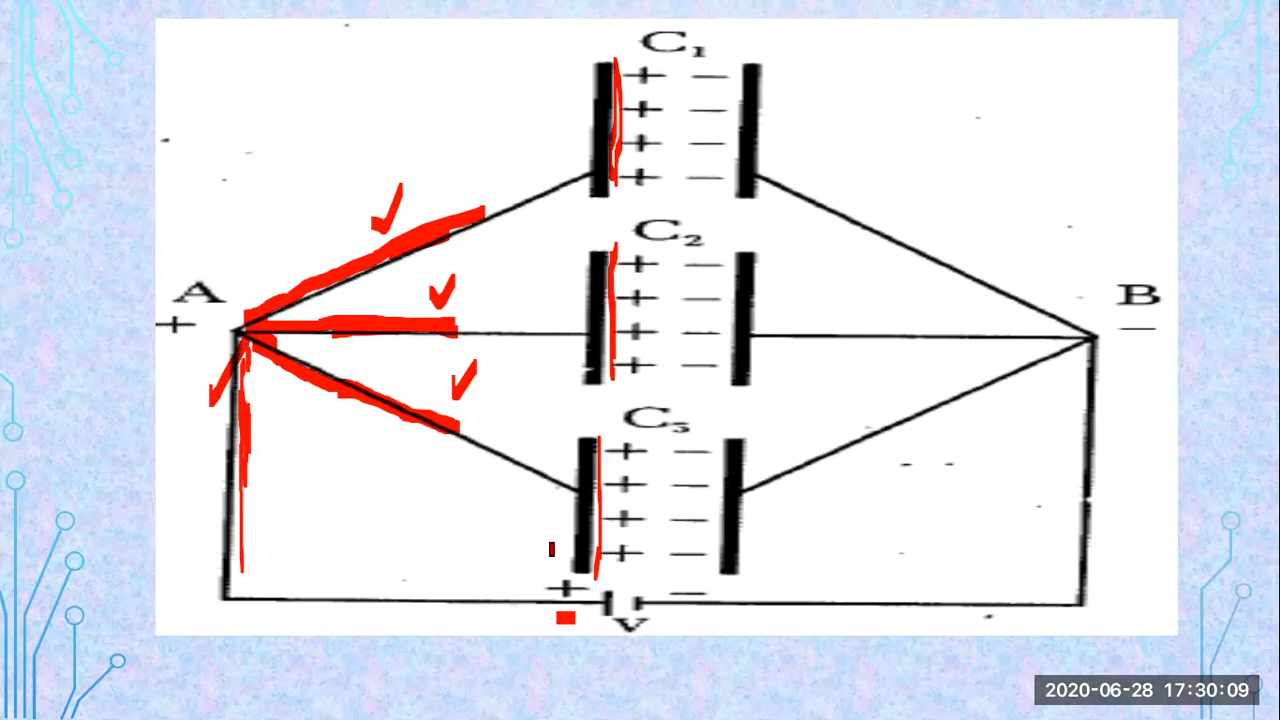 C₁
+ —
+ —
+ —
+ —
C₂
+ —
+ —
+ —
+ —
A
+
B
—
C₃
+ —
+ —
+ —
+ —
+ —
V
2020-06-28 17:30:09